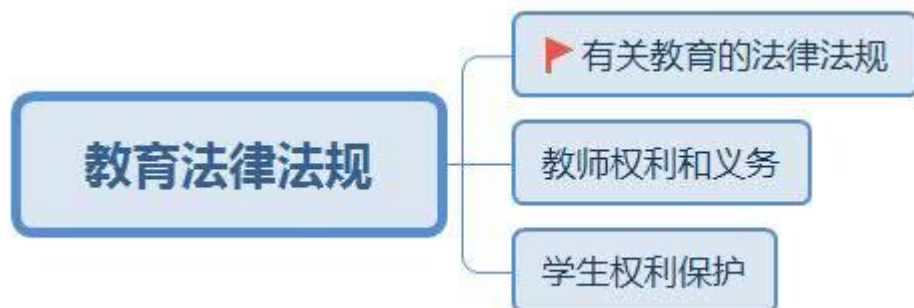 教育法律法规
有关教育的法律法规
教师权利和义务
学生权利保护